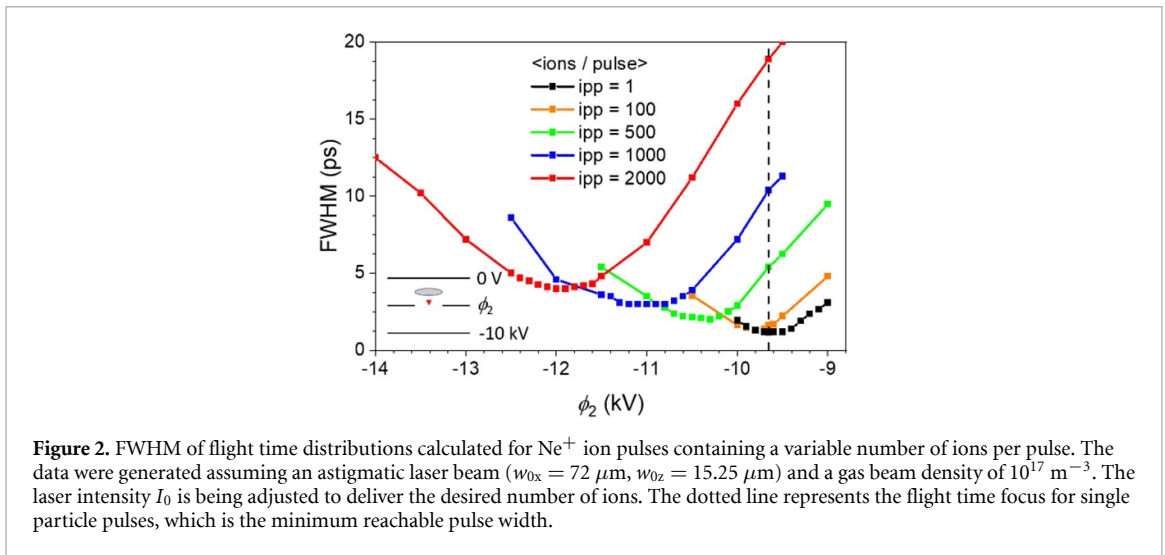 20
15
10
5
0
FWHM (ps)
<ions / pulse>
ipp = 1
ipp = 100
ipp = 500
ipp = 1000
ipp = 2000
0 V
ϕ2
-10 kV
-14 -13 -12 -11 -10 -9
ϕ2 (kV)
Figure 2. FWHM of flight time distributions calculated for Ne+ ion pulses containing a variable number of ions per pulse. The
data were generated assuming an astigmatic laser beam (w0x = 72 μm, w0z = 15.25 μm) and a gas beam density of 10^17 m^−3. The
laser intensity I0 is being adjusted to deliver the desired number of ions. The dotted line represents the flight time focus for single
particle pulses, which is the minimum reachable pulse width.